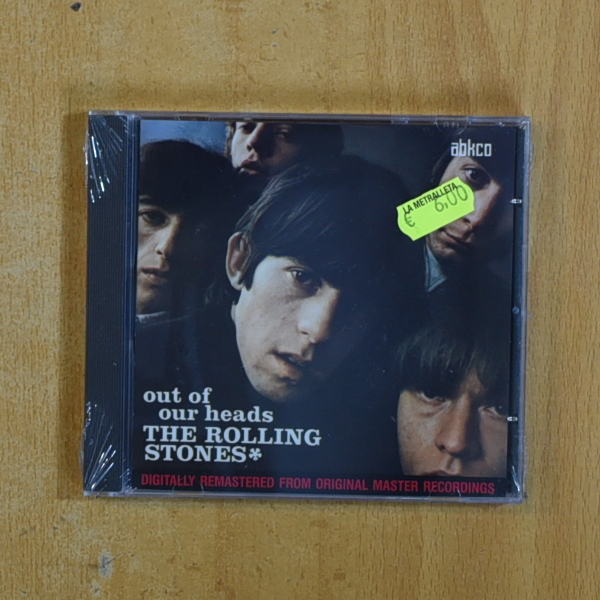 abkco
LA METRALLETA
€ 6,00
out of
our heads
THE ROLLING
STONES*
DIGITALLY REMASTERED FROM ORIGINAL MASTER RECORDINGS